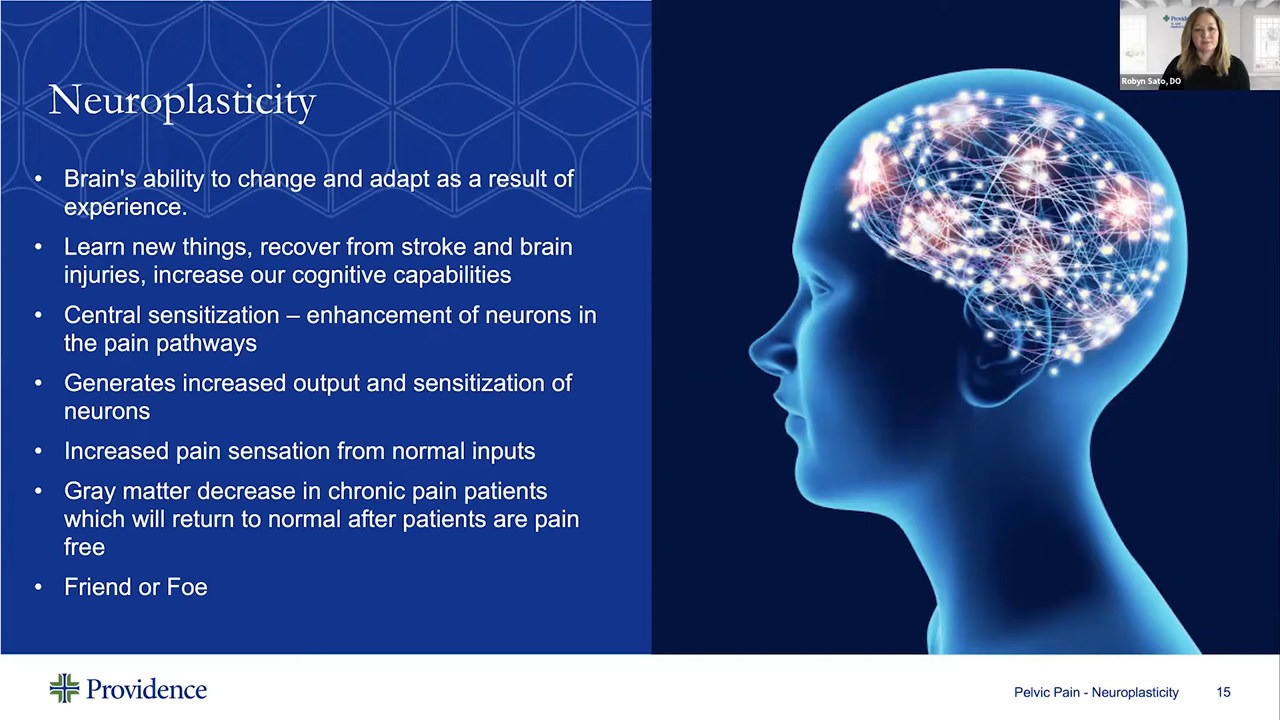 Neuroplasticity
• Brain's ability to change and adapt as a result of
experience.
• Learn new things, recover from stroke and brain
injuries, increase our cognitive capabilities
• Central sensitization – enhancement of neurons in
the pain pathways
• Generates increased output and sensitization of
neurons
• Increased pain sensation from normal inputs
• Gray matter decrease in chronic pain patients
which will return to normal after patients are pain
free
• Friend or Foe
Robyn Sato, DO
Providence
Pelvic Pain - Neuroplasticity
15